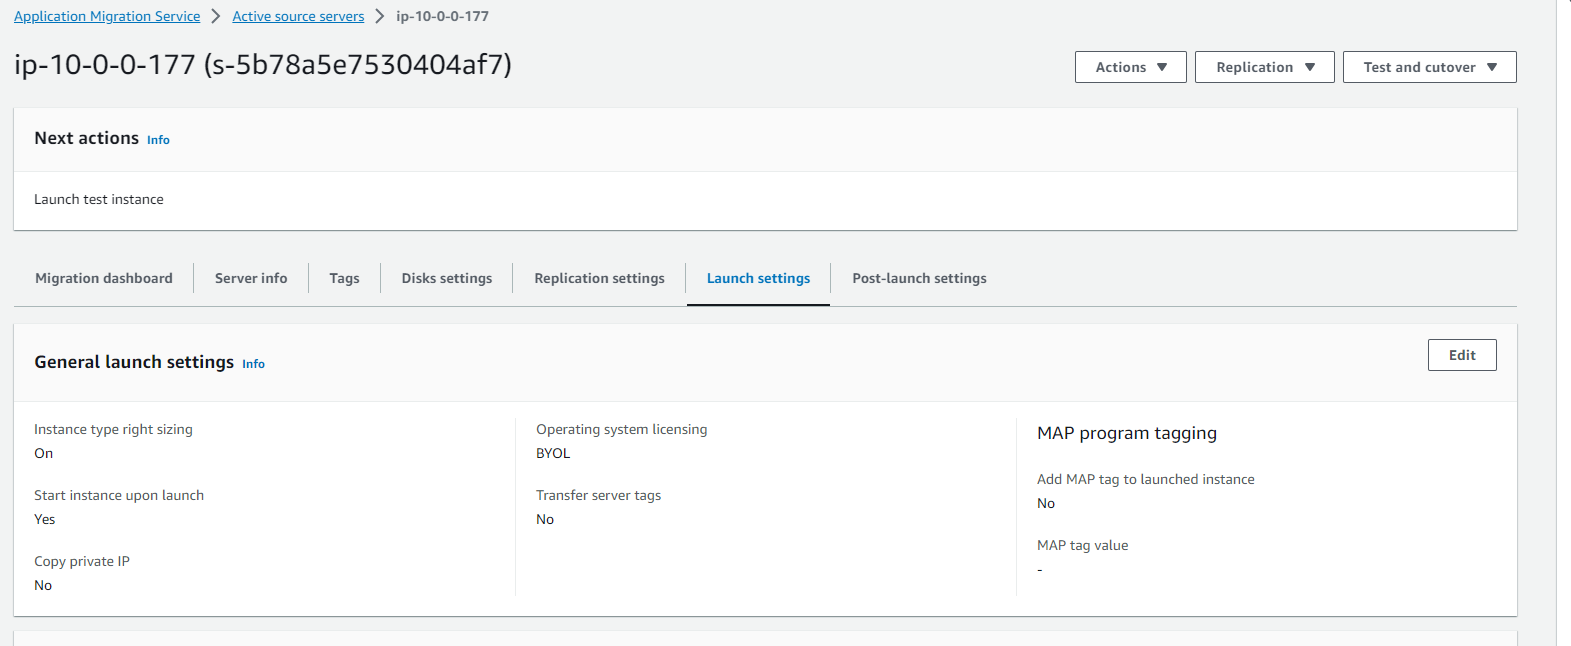 Application Migration Service > Active source servers > ip-10-0-0-177
ip-10-0-0-177 (s-5b78a5e7530404af7)
Actions ▼ Replication ▼ Test and cutover ▼
Next actions Info
Launch test instance
Migration dashboard Server info Tags Disks settings Replication settings Launch settings Post-launch settings
General launch settings Info
Edit
Instance type right sizing
On
Start instance upon launch
Yes
Copy private IP
No
Operating system licensing
BYOL
Transfer server tags
No
MAP program tagging
Add MAP tag to launched instance
No
MAP tag value
-